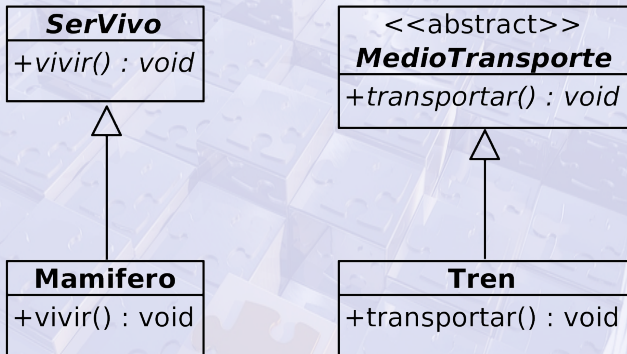 SerVivo
+vivir() : void
Mamifero
+vivir() : void
<<abstract>>
MedioTransporte
+transportar() : void
Tren
+transportar() : void